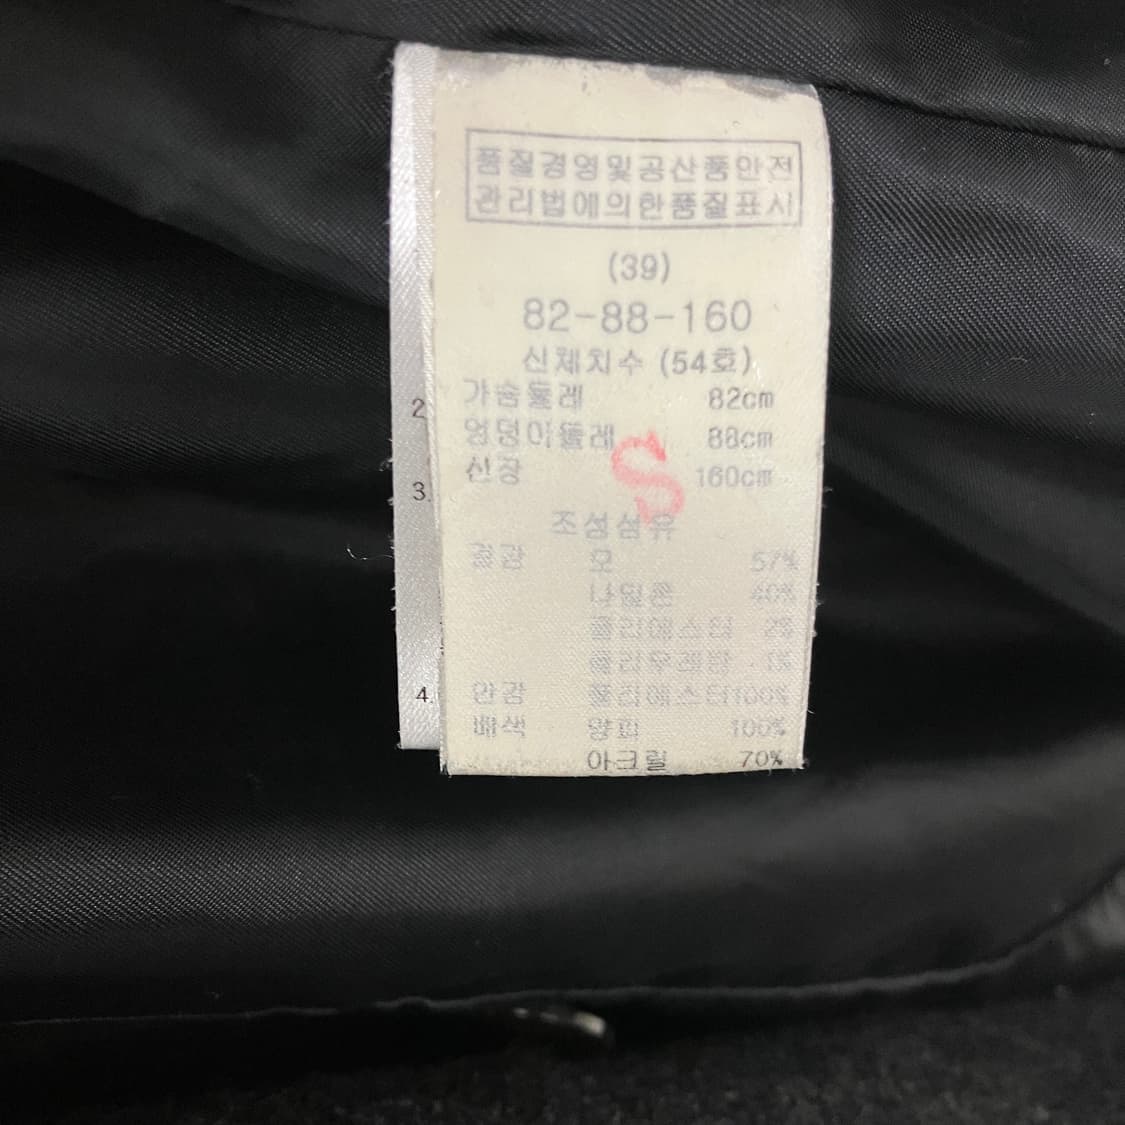 품질경영및공산품안전
관리법에의한품질표시
(39)
82-88-160
신체치수 (54호)
가슴둘레 82cm
엉덩이둘레 88cm
신장 160cm
S
조성섬유
겉감 모 57%
나일론 40%
폴리에스터 2%
폴리우레탄 1%
안감 폴리에스터100%
배색 양피 100%
아크릴 70%
2
3.
4.